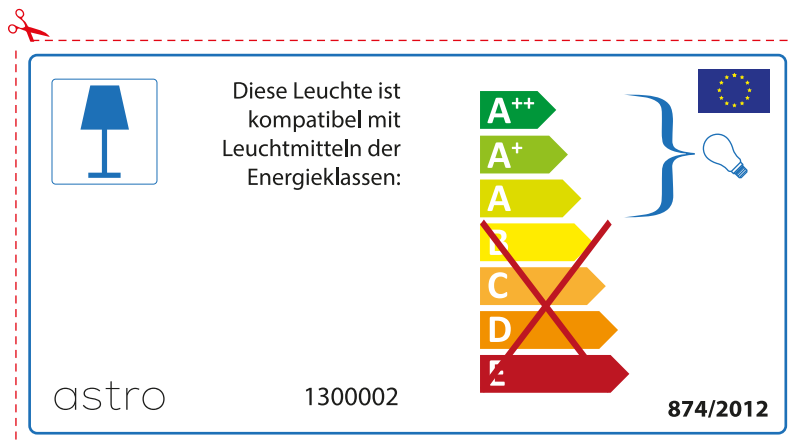 Diese Leuchte ist
kompatibel mit
Leuchtmitteln der
Energieklassen:
A++
A+
A
B
C
D
E
astro
1300002
874/2012